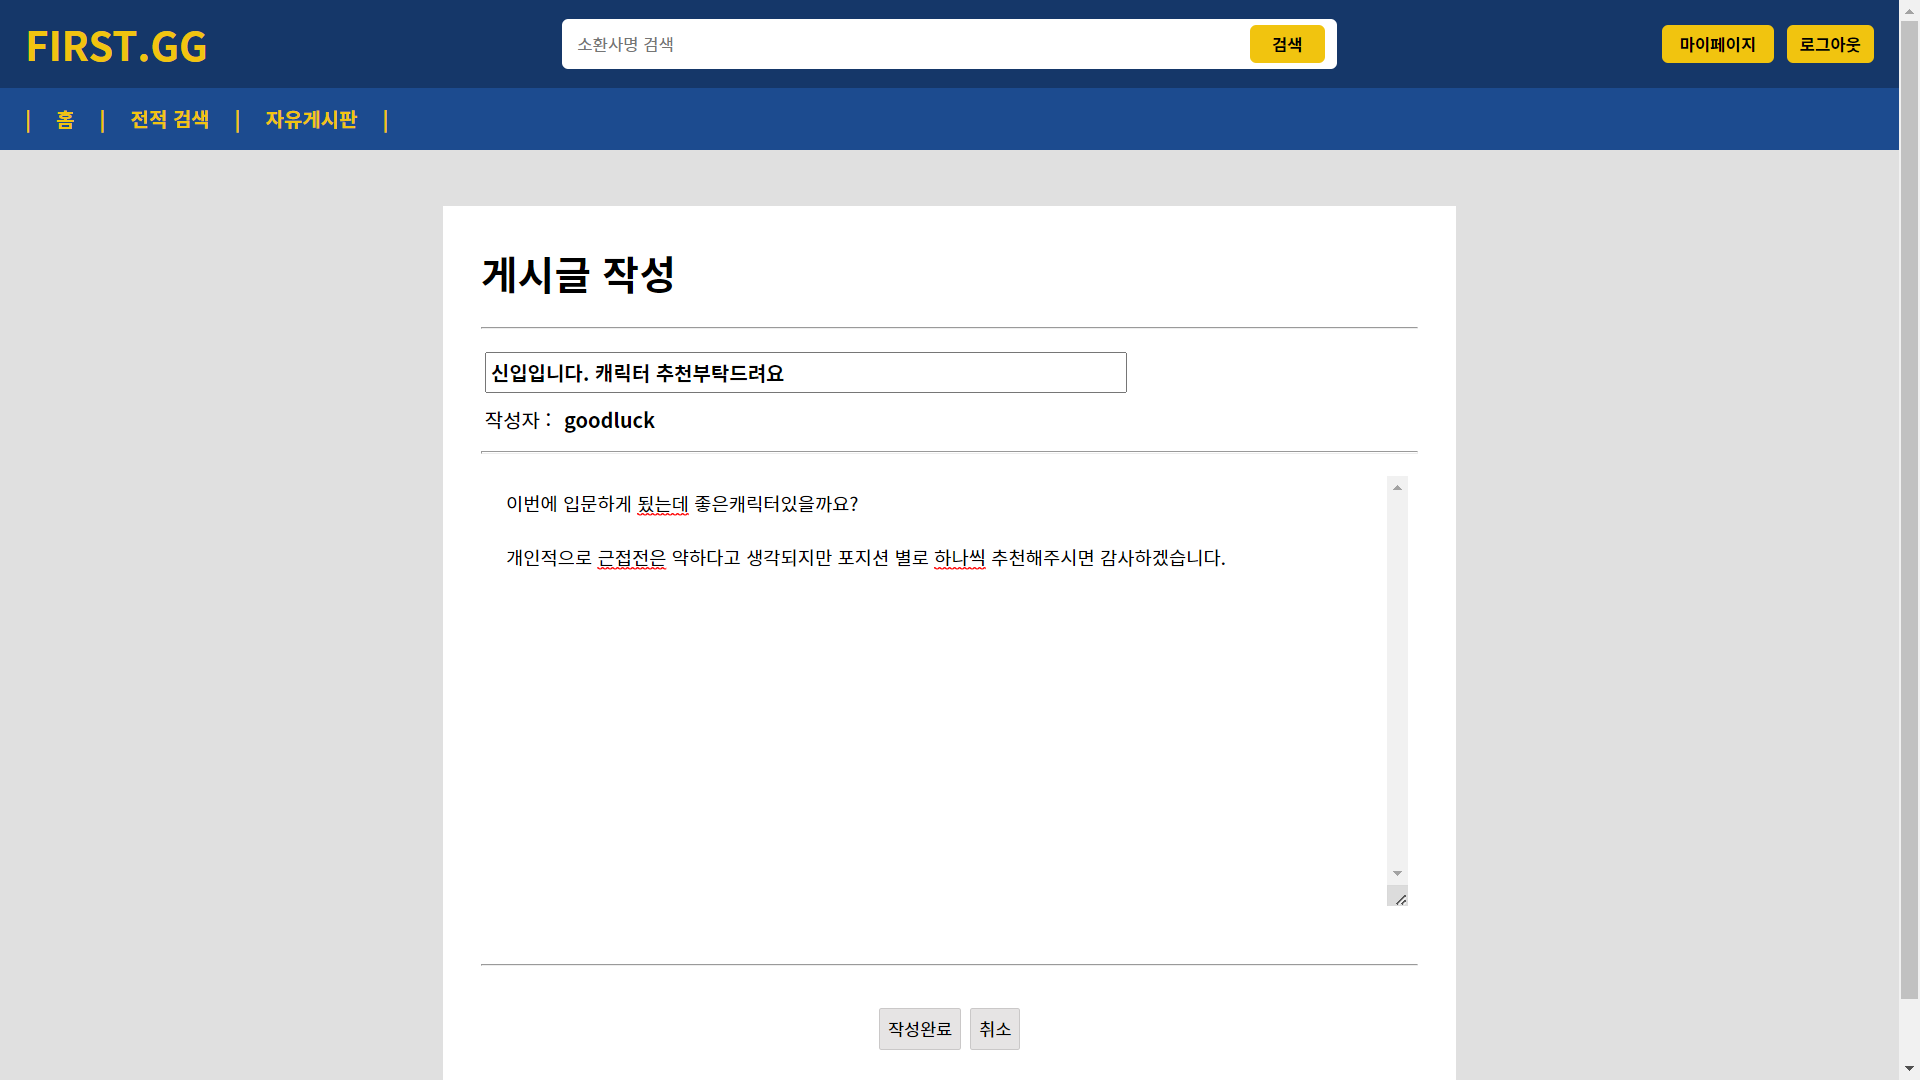 FIRST.GG
소환사명 검색
검색
마이페이지
로그아웃
| 홈 | 전적 검색 | 자유게시판 |
게시글 작성
신입입니다. 캐릭터 추천부탁드려요
작성자 : goodluck
이번에 입문하게 됬는데 좋은캐릭터있을까요?
개인적으로 근접전은 약하다고 생각되지만 포지션 별로 하나씩 추천해주시면 감사하겠습니다.
작성완료
취소